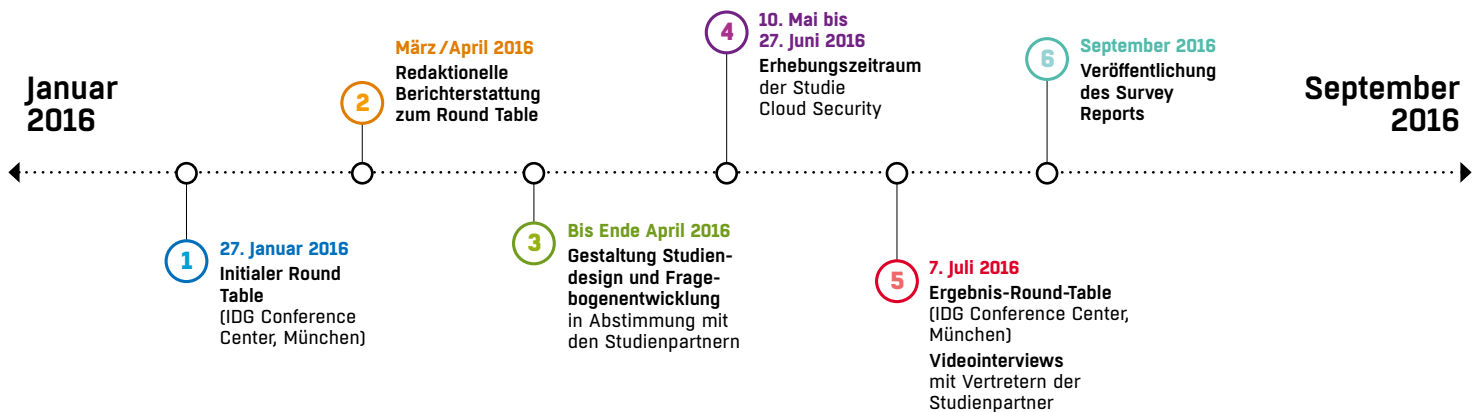 Januar
2016
1
27. Januar 2016
Initialer Round
Table
(IDG Conference
Center, München)
2
März/April 2016
Redaktionelle
Berichterstattung
zum Round Table
3
Bis Ende April 2016
Gestaltung Studien-
design und Frage-
bogenentwicklung
in Abstimmung mit
den Studienpartnern
4
10. Mai bis
27. Juni 2016
Erhebungszeitraum
der Studie
Cloud Security
5
7. Juli 2016
Ergebnis-Round-Table
(IDG Conference Center,
München)
Videointerviews
mit Vertretern der
Studienpartner
6
September 2016
Veröffentlichung
des Survey
Reports
September
2016